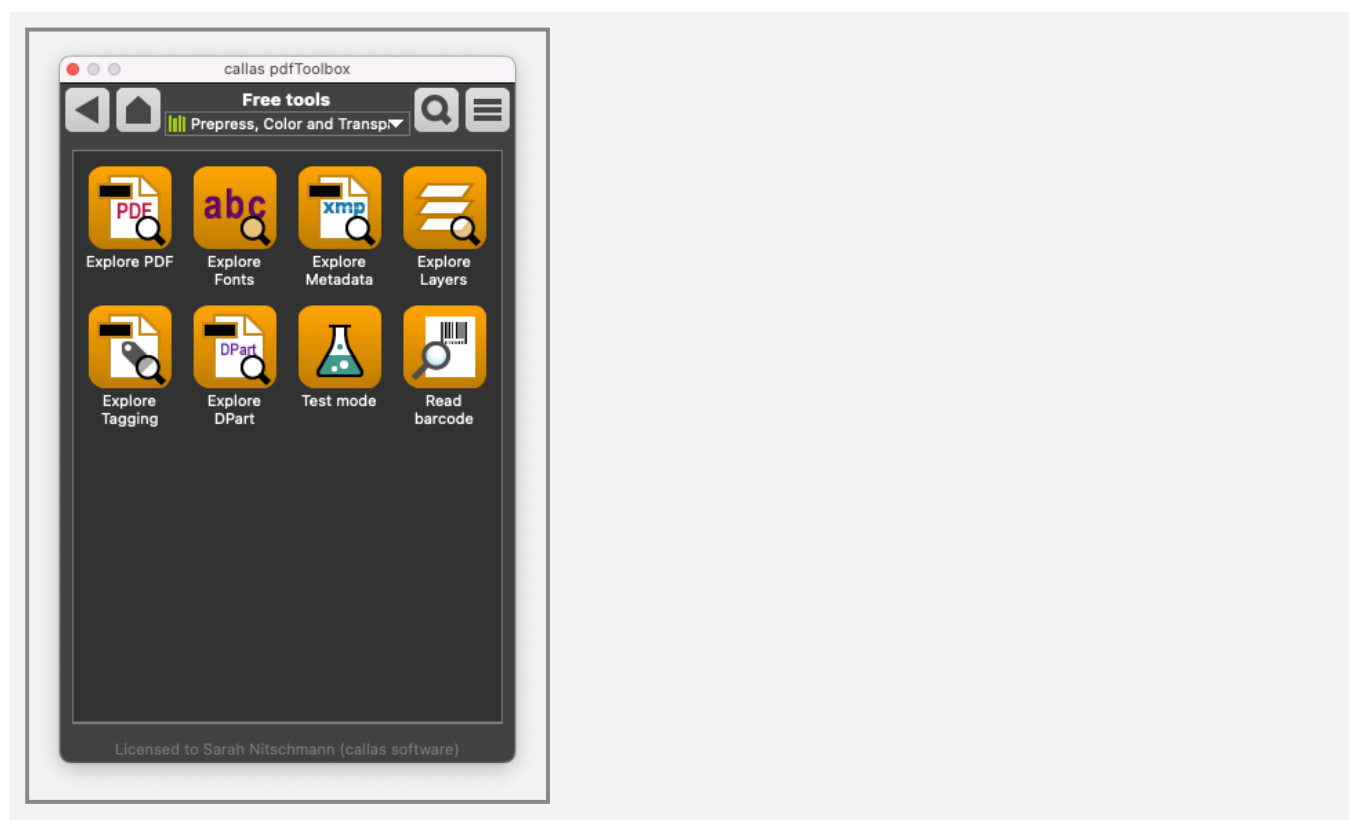 callas pdfToolbox
Free tools
Prepress, Color and Transp
PDF
abc
xmp
Explore PDF
Explore
Fonts
Explore
Metadata
Explore
Layers
DPart
Explore
Tagging
Explore
DPart
Test mode
Read
barcode
Licensed to Sarah Nitschmann (callas software)